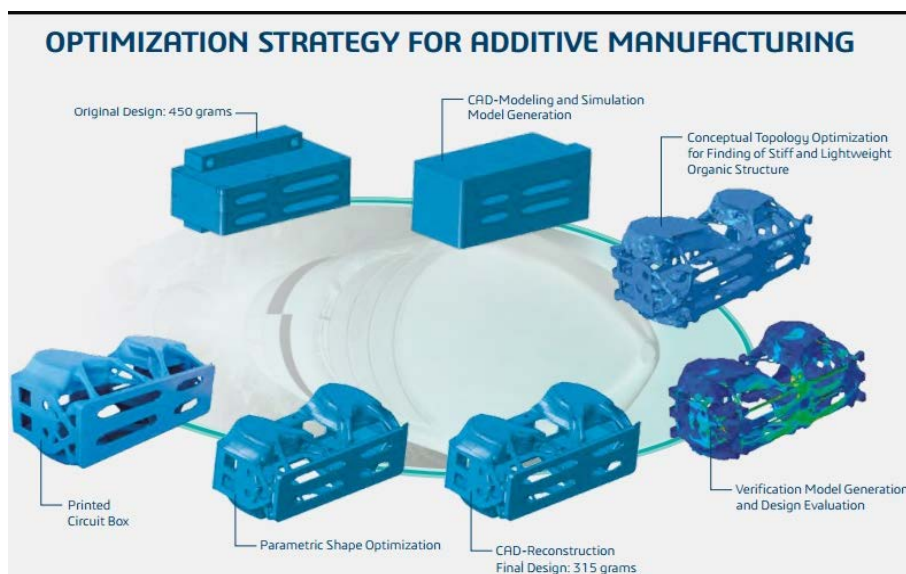 OPTIMIZATION STRATEGY FOR ADDITIVE MANUFACTURING
Original Design: 450 grams
CAD-Modeling and Simulation
Model Generation
Conceptual Topology Optimization
for Finding of Stiff and Lightweight
Organic Structure
Verification Model Generation
and Design Evaluation
CAD-Reconstruction
Final Design: 315 grams
Parametric Shape Optimization
Printed
Circuit Box